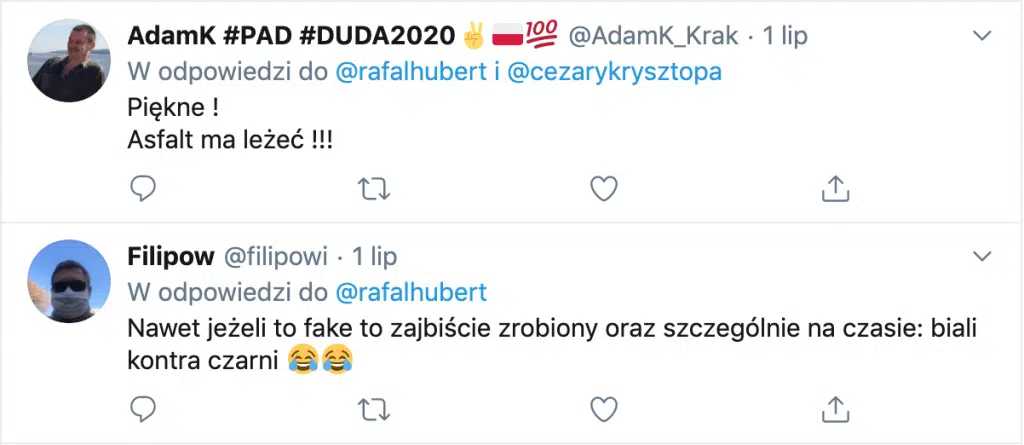 AdamK #PAD #DUDA2020✌️🇵🇱💯 @AdamK_Krak · 1 lip
W odpowiedzi do @rafalhubert i @cezarykrysztopa
Piękne !
Asfalt ma leżeć !!!
Filipow @filipowi · 1 lip
W odpowiedzi do @rafalhubert
Nawet jeżeli to fake to zajbiście zrobiony oraz szczególnie na czasie: biali
kontra czarni 😂😂